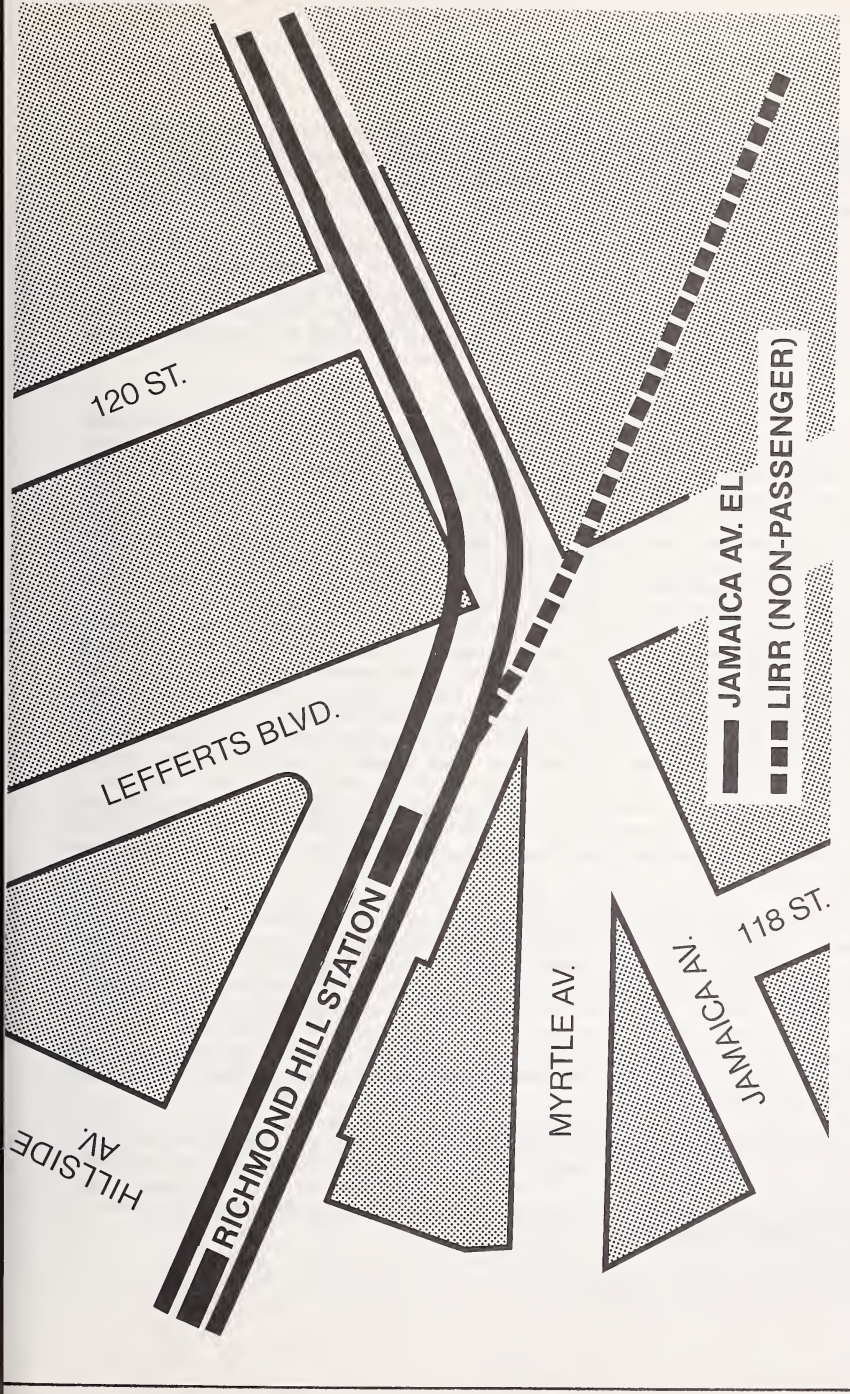 120 ST.
LEFFERTS BLVD.
HILLSIDE
AV.
RICHMOND HILL STATION
MYRTLE AV.
JAMAICA AV.
118 ST.
JAMAICA AV. EL
LIRR (NON-PASSENGER)